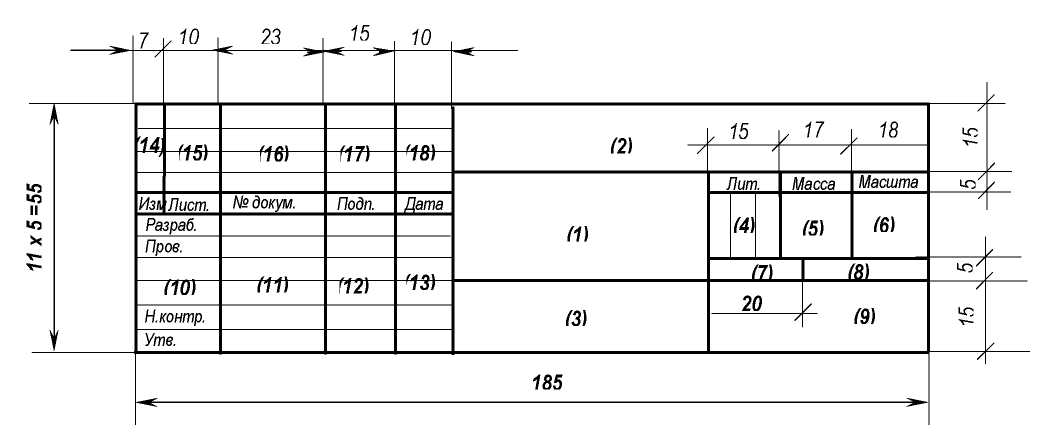 7 10 23 15 10
(14) (15) (16) (17) (18) (2) 15 17 18 15
Лит. Масса Масшта 5
Изм Лист. № докум. Подп. Дата
Разраб.
Пров.
(1) (4) (5) (6)
11 x 5 =55
(10) (11) (12) (13) (7) (8) 5
Н.контр. (3) 20 (9) 15
Утв.
185